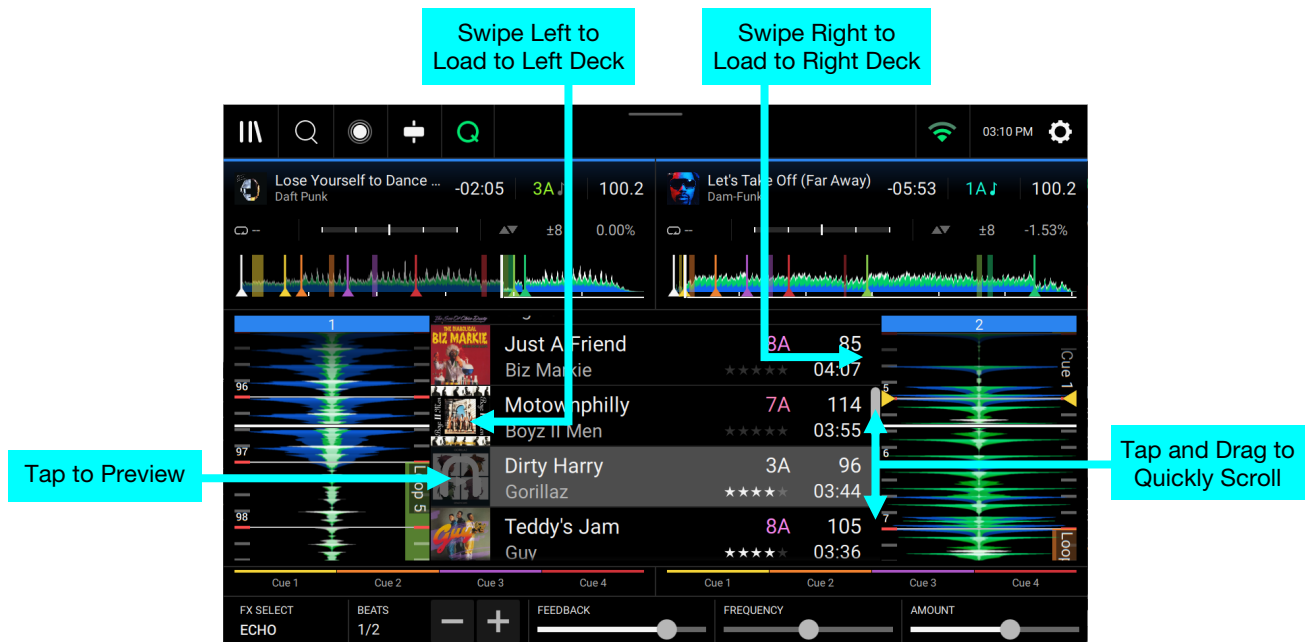 Swipe Left to
Load to Left Deck
Swipe Right to
Load to Right Deck
03:10 PM
Lose Yourself to Dance ...
Daft Punk
-02:05
3A
100.2
Let's Take Off (Far Away)
Dam-Funk
-05:53
1A
100.2
--
±8
0.00%
--
±8
-1.53%
1
2
BIZ MARKIE
Just A Friend
8A
85
Biz Markie
04:07
Cue 1
96
5
Motownphilly
7A
114
Boyz II Men
03:55
97
6
Tap to Preview
Dirty Harry
3A
96
Gorillaz
03:44
Tap and Drag to
Quickly Scroll
Loop 5
98
7
Teddy's Jam
8A
105
Guy
03:36
Loop
Cue 1
Cue 2
Cue 3
Cue 4
Cue 1
Cue 2
Cue 3
Cue 4
FX SELECT
BEATS
FEEDBACK
FREQUENCY
AMOUNT
ECHO
1/2